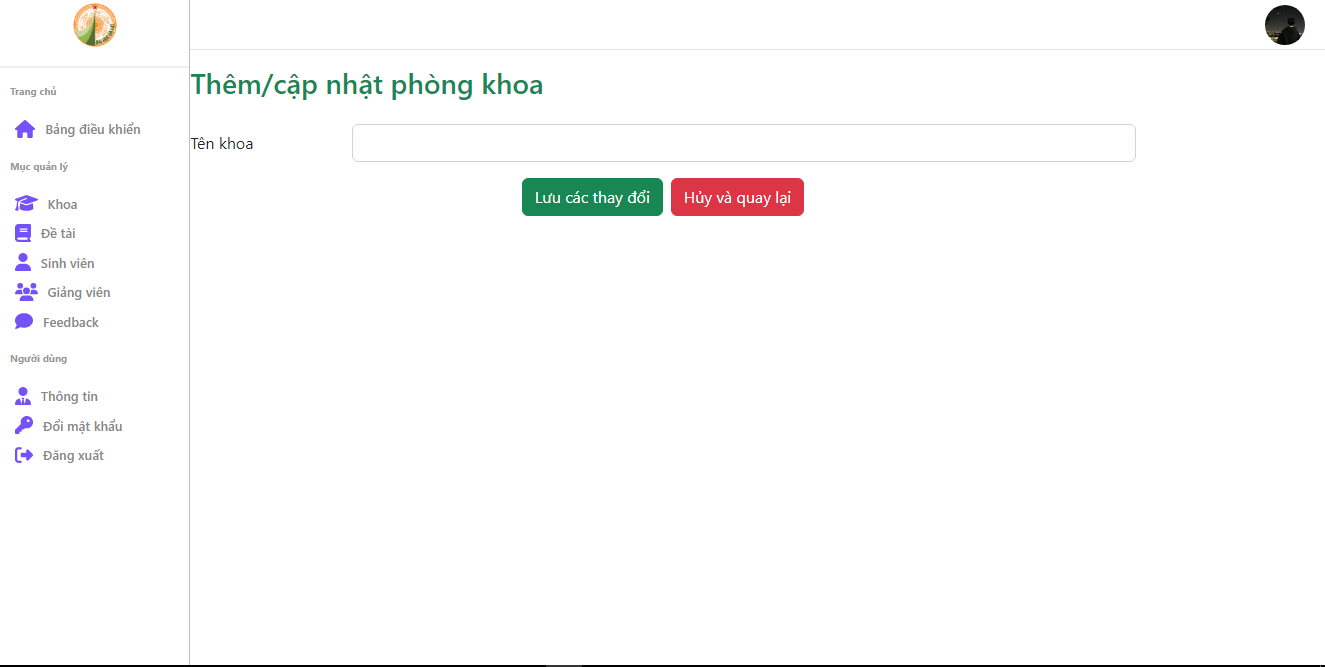 Trang chủ
Bảng điều khiển
Mục quản lý
Khoa
Đề tài
Sinh viên
Giảng viên
Feedback
Người dùng
Thông tin
Đổi mật khẩu
Đăng xuất
Thêm/cập nhật phòng khoa
Tên khoa
Lưu các thay đổi
Hủy và quay lại